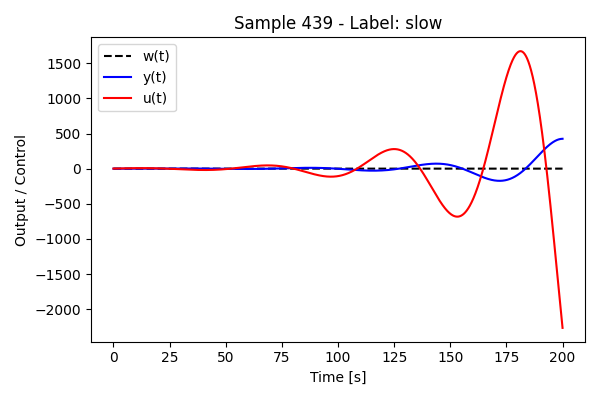 Sample 439 - Label: slow
w(t)
y(t)
u(t)
Output / Control
1500
1000
500
0
−500
−1000
−1500
−2000
0 25 50 75 100 125 150 175 200
Time [s]